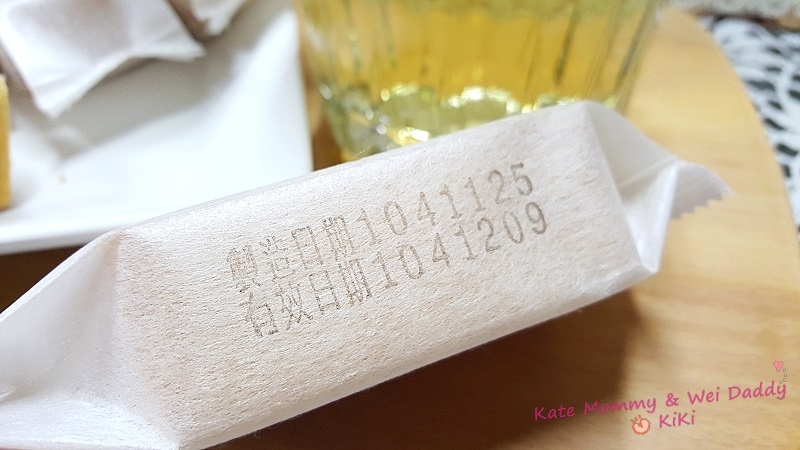 製造日期1041125
有效日期1041209
Kate Mommy & Wei Daddy
KiKi